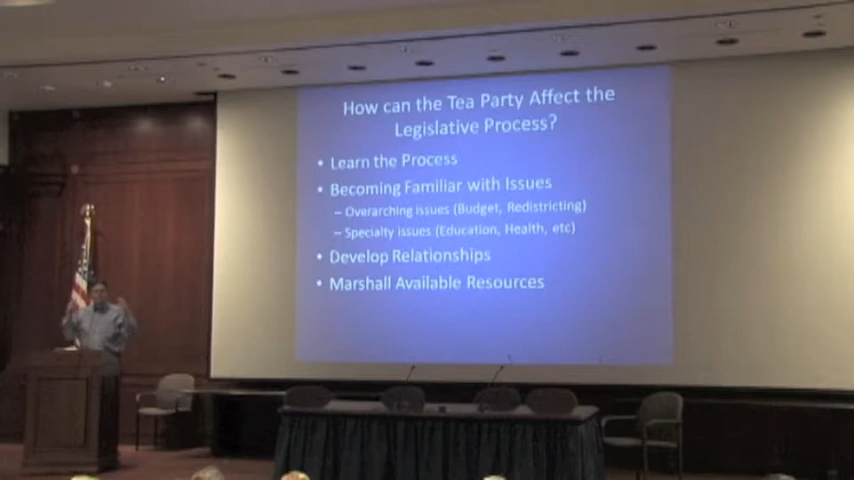 How can the Tea Party Affect the
Legislative Process?
• Learn the Process
• Becoming Familiar with Issues
– Overarching issues (Budget, Redistricting)
– Specialty issues (Education, Health, etc)
• Develop Relationships
• Marshall Available Resources